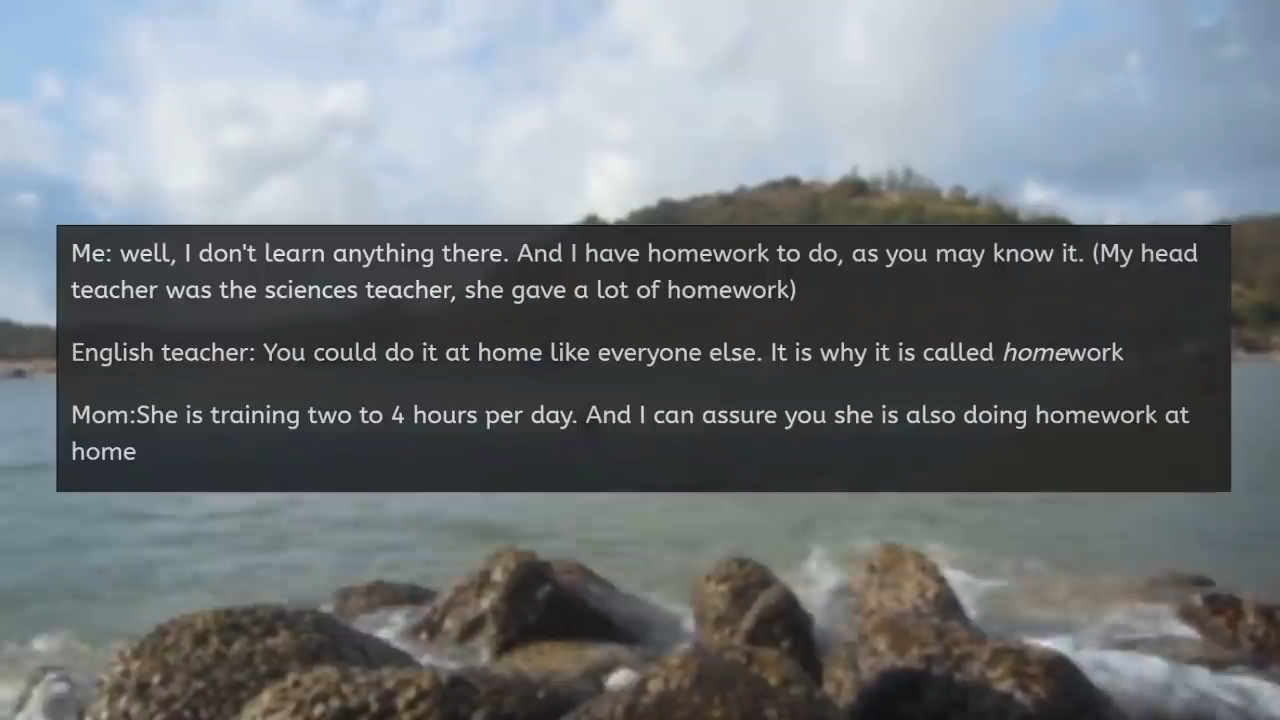 Me: well, I don't learn anything there. And I have homework to do, as you may know it. (My head
teacher was the sciences teacher, she gave a lot of homework)
English teacher: You could do it at home like everyone else. It is why it is called homework
Mom:She is training two to 4 hours per day. And I can assure you she is also doing homework at
home